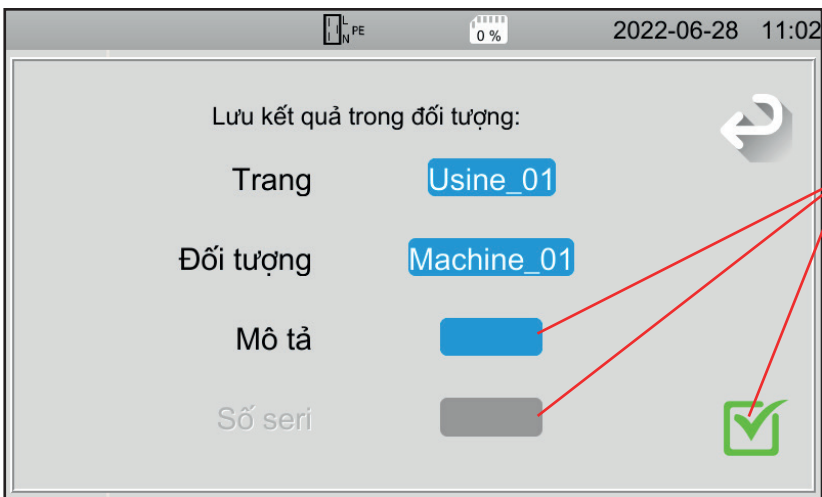 L N PE 0 % 2022-06-28 11:02
Lưu kết quả trong đối tượng:
Trang Usine_01
Đối tượng Machine_01
Mô tả
Số seri